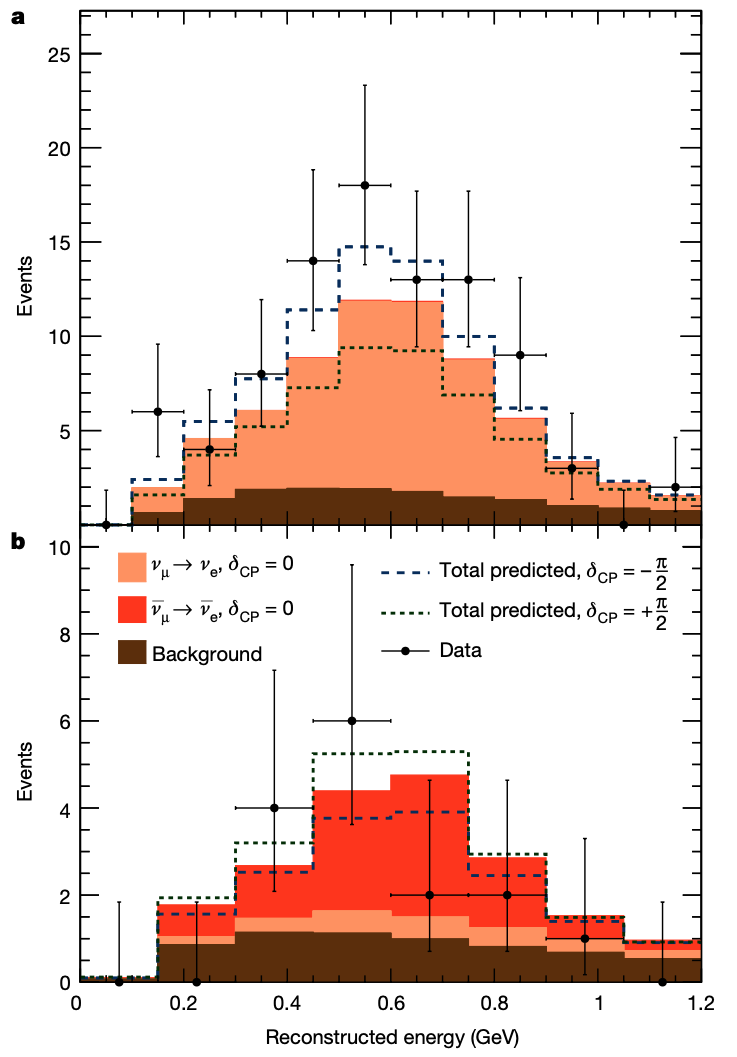 a
25
20
15
10
5
Events
b
10
8
6
4
2
0
Events
νμ → νe, δCP = 0
ν̅μ → ν̅e, δCP = 0
Background
Total predicted, δCP = −π/2
Total predicted, δCP = +π/2
Data
0 0.2 0.4 0.6 0.8 1 1.2
Reconstructed energy (GeV)